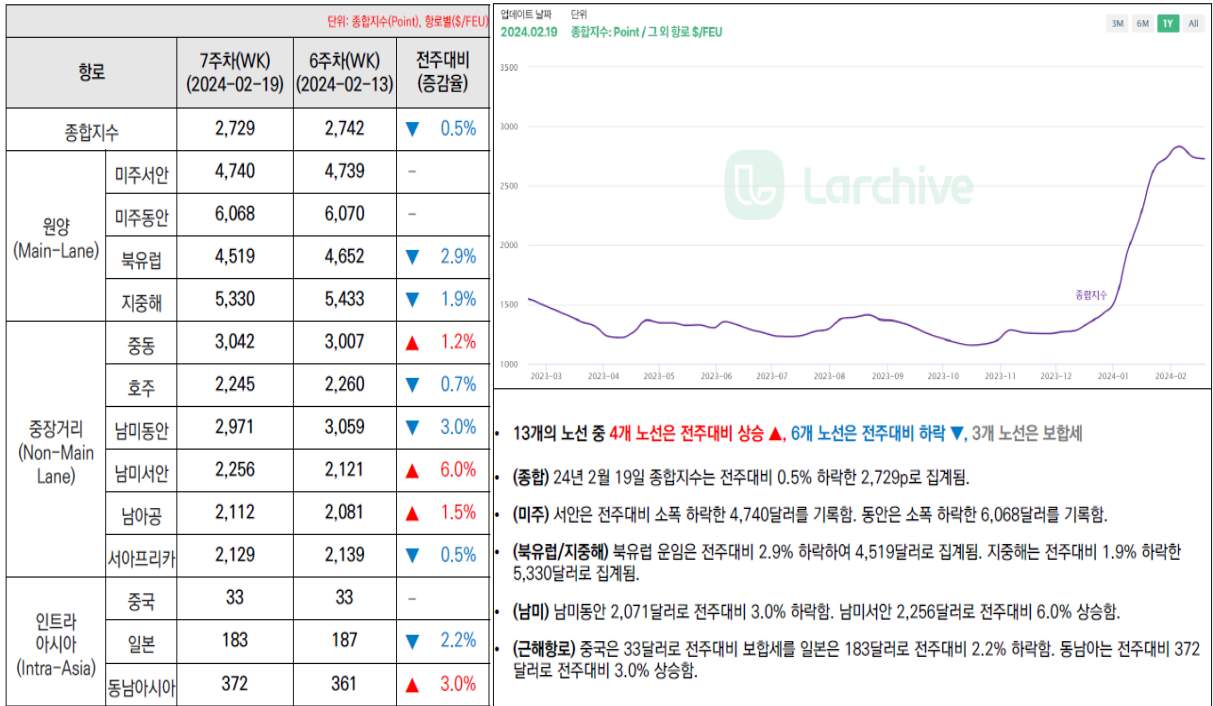 단위: 종합지수(Point), 항로별($/FEU)
항로 7주차(WK) (2024-02-19) 6주차(WK) (2024-02-13) 전주대비 (증감율)
종합지수 2,729 2,742 ▼ 0.5%
원양 (Main-Lane)
미주서안 4,740 4,739 -
미주동안 6,068 6,070 -
북유럽 4,519 4,652 ▼ 2.9%
지중해 5,330 5,433 ▼ 1.9%
중장거리 (Non-Main Lane)
중동 3,042 3,007 ▲ 1.2%
호주 2,245 2,260 ▼ 0.7%
남미동안 2,971 3,059 ▼ 3.0%
남미서안 2,256 2,121 ▲ 6.0%
남아공 2,112 2,081 ▲ 1.5%
서아프리카 2,129 2,139 ▼ 0.5%
인트라 아시아 (Intra-Asia)
중국 33 33 -
일본 183 187 ▼ 2.2%
동남아시아 372 361 ▲ 3.0%
업데이트 날짜 단위
2024.02.19 종합지수: Point / 그 외 항로 $/FEU
3M 6M 1Y All
3500
3000
2500
2000
1500
1000
Larchive
종합지수
2023-03 2023-04 2023-05 2023-06 2023-07 2023-08 2023-09 2023-10 2023-11 2023-12 2024-01 2024-02
• 13개의 노선 중 4개 노선은 전주대비 상승 ▲, 6개 노선은 전주대비 하락 ▼, 3개 노선은 보합세
• (종합) 24년 2월 19일 종합지수는 전주대비 0.5% 하락한 2,729p로 집계됨.
• (미주) 서안은 전주대비 소폭 하락한 4,740달러를 기록함. 동안은 소폭 하락한 6,068달러를 기록함.
• (북유럽/지중해) 북유럽 운임은 전주대비 2.9% 하락하여 4,519달러로 집계됨. 지중해는 전주대비 1.9% 하락한
5,330달러로 집계됨.
• (남미) 남미동안 2,071달러로 전주대비 3.0% 하락함. 남미서안 2,256달러로 전주대비 6.0% 상승함.
• (근해항로) 중국은 33달러로 전주대비 보합세를 일본은 183달러로 전주대비 2.2% 하락함. 동남아는 전주대비 372
달러로 전주대비 3.0% 상승함.